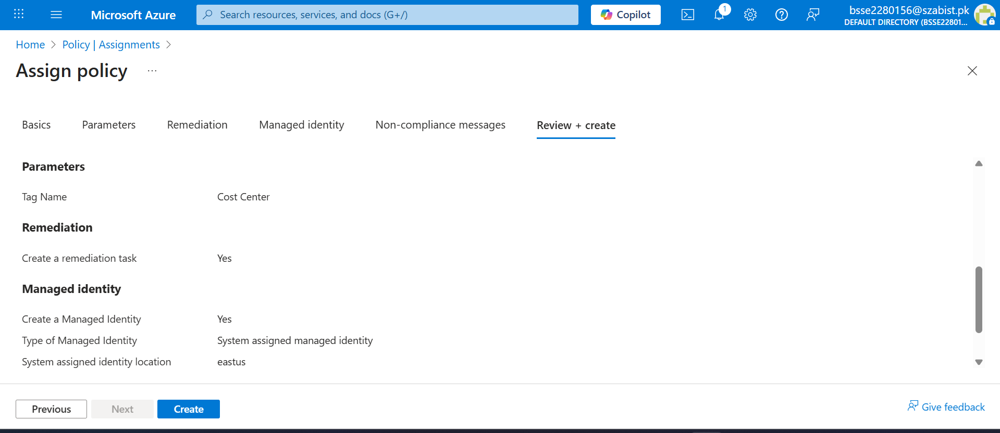 Microsoft Azure
Search resources, services, and docs (G+/)
Copilot
1
bsse2280156@szabist.pk
DEFAULT DIRECTORY (BSSE22801...
Home > Policy | Assignments >
Assign policy ...
Basics Parameters Remediation Managed identity Non-compliance messages Review + create
Parameters
Tag Name Cost Center
Remediation
Create a remediation task Yes
Managed identity
Create a Managed Identity Yes
Type of Managed Identity System assigned managed identity
System assigned identity location eastus
Previous Next Create
Give feedback